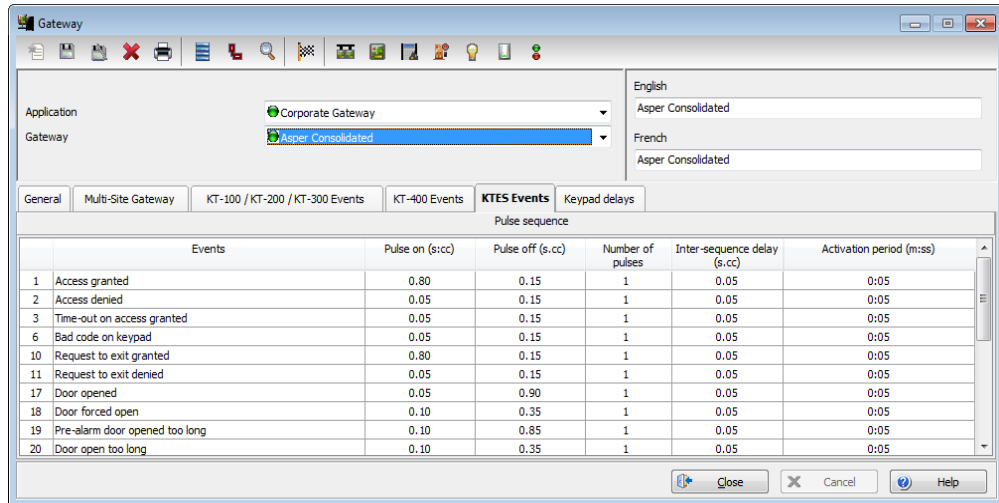 Gateway
English
Application Corporate Gateway Asper Consolidated
Gateway Asper Consolidated French
Asper Consolidated
General Multi-Site Gateway KT-100 / KT-200 / KT-300 Events KT-400 Events KTES Events Keypad delays
Pulse sequence
Events Pulse on (s:cc) Pulse off (s.cc) Number of pulses Inter-sequence delay (s.cc) Activation period (m:ss)
1 Access granted 0.80 0.15 1 0.05 0:05
2 Access denied 0.05 0.15 1 0.05 0:05
3 Time-out on access granted 0.05 0.15 1 0.05 0:05
6 Bad code on keypad 0.05 0.15 1 0.05 0:05
10 Request to exit granted 0.80 0.15 1 0.05 0:05
11 Request to exit denied 0.05 0.15 1 0.05 0:05
17 Door opened 0.05 0.90 1 0.05 0:05
18 Door forced open 0.10 0.35 1 0.05 0:05
19 Pre-alarm door opened too long 0.10 0.85 1 0.05 0:05
20 Door open too long 0.10 0.35 1 0.05 0:05
Close Cancel Help